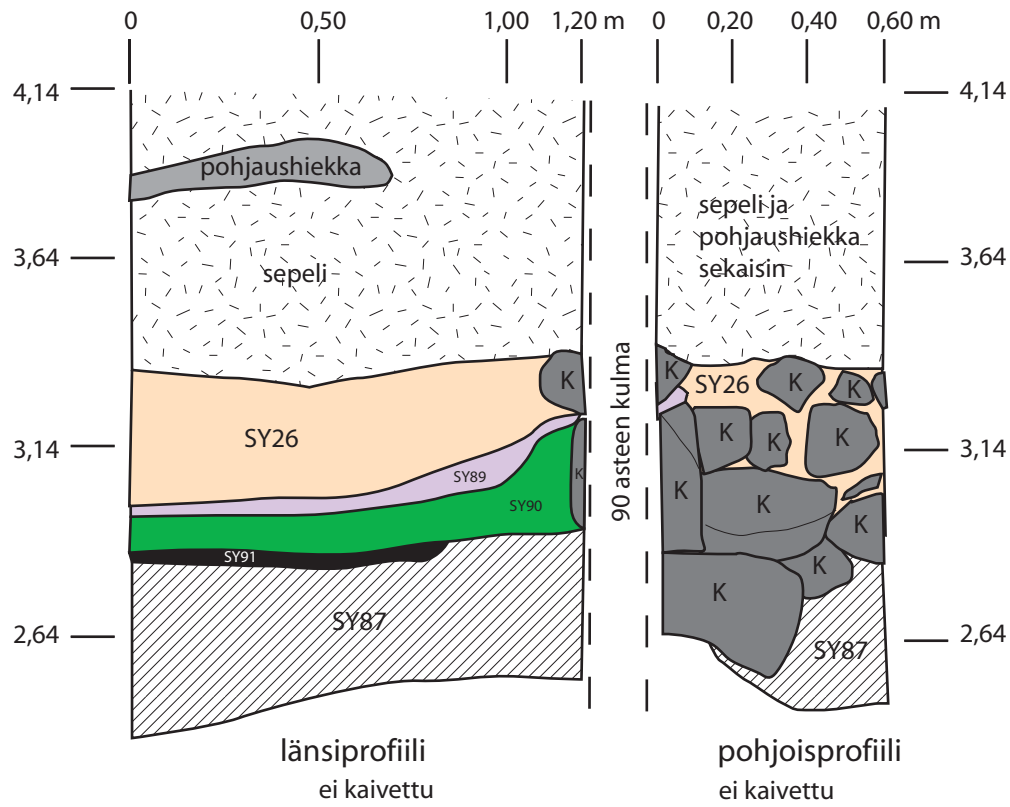 0 0,50 1,00 1,20 m
0 0,20 0,40 0,60 m
4,14
4,14
pohjaushiekka
sepeli ja
pohjaushiekka
sekaisin
3,64
sepeli
3,64
90 asteen kulma
K
K
SY26
K
K
SY26
3,14
K
K
K
3,14
SY89
K
K
K
SY90
K
SY91
K
K
SY87
2,64
2,64
SY87
länsiprofiili
ei kaivettu
pohjoisprofiili
ei kaivettu